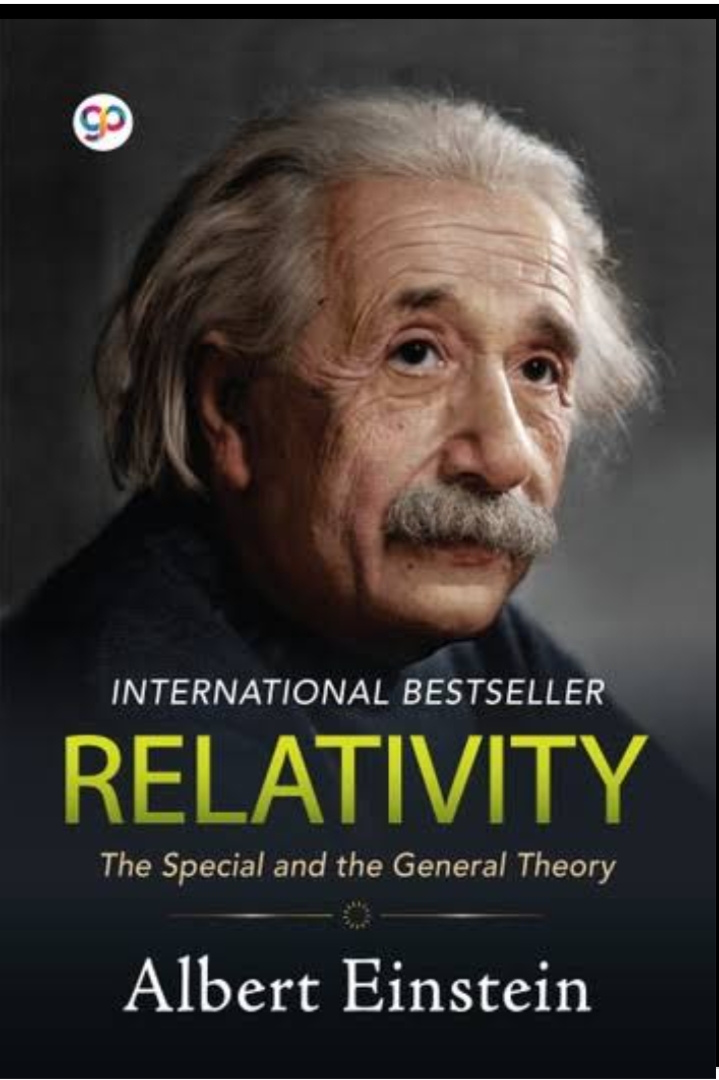 gp
INTERNATIONAL BESTSELLER
RELATIVITY
The Special and the General Theory
Albert Einstein